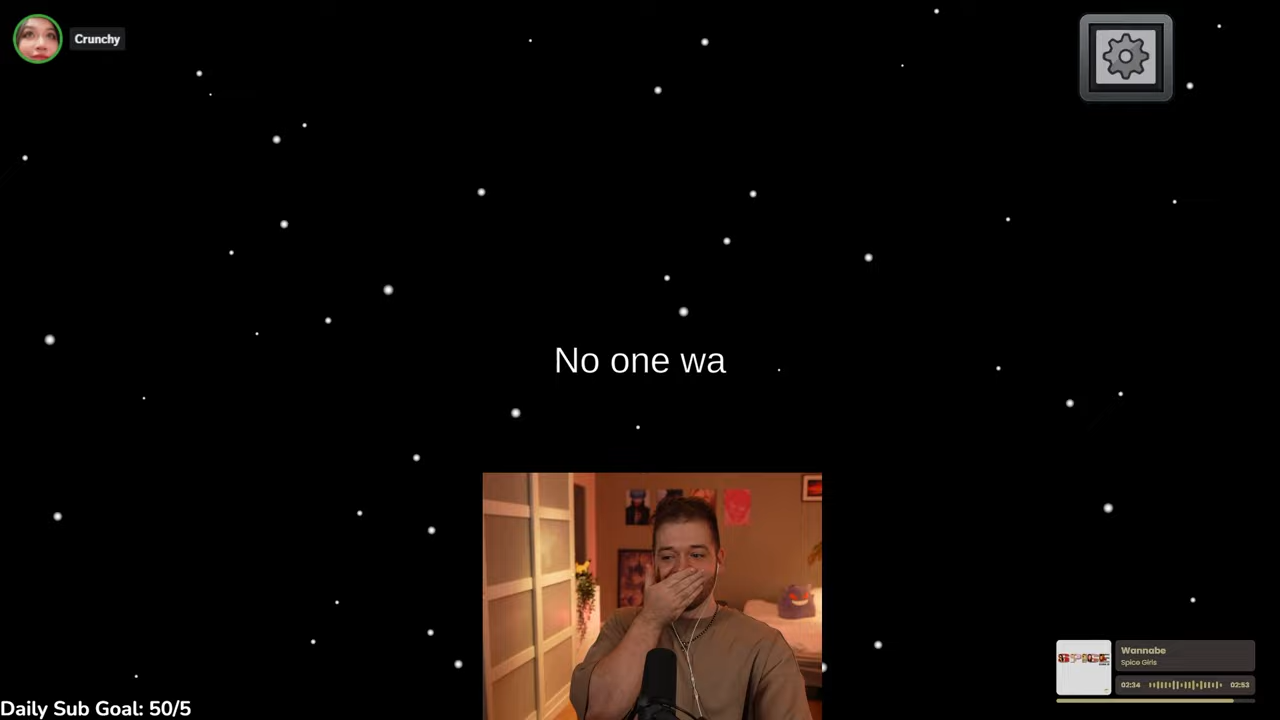 Crunchy
No one wa
Wannabe
Spice Girls
02:34
02:53
Daily Sub Goal: 50/5